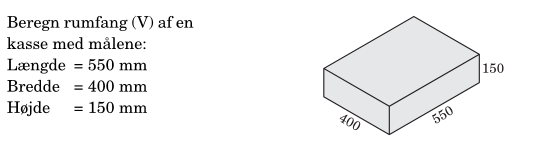 Beregn rumfang (V) af en
kasse med målene:
Længde = 550 mm
Bredde = 400 mm
Højde = 150 mm
150
400
550